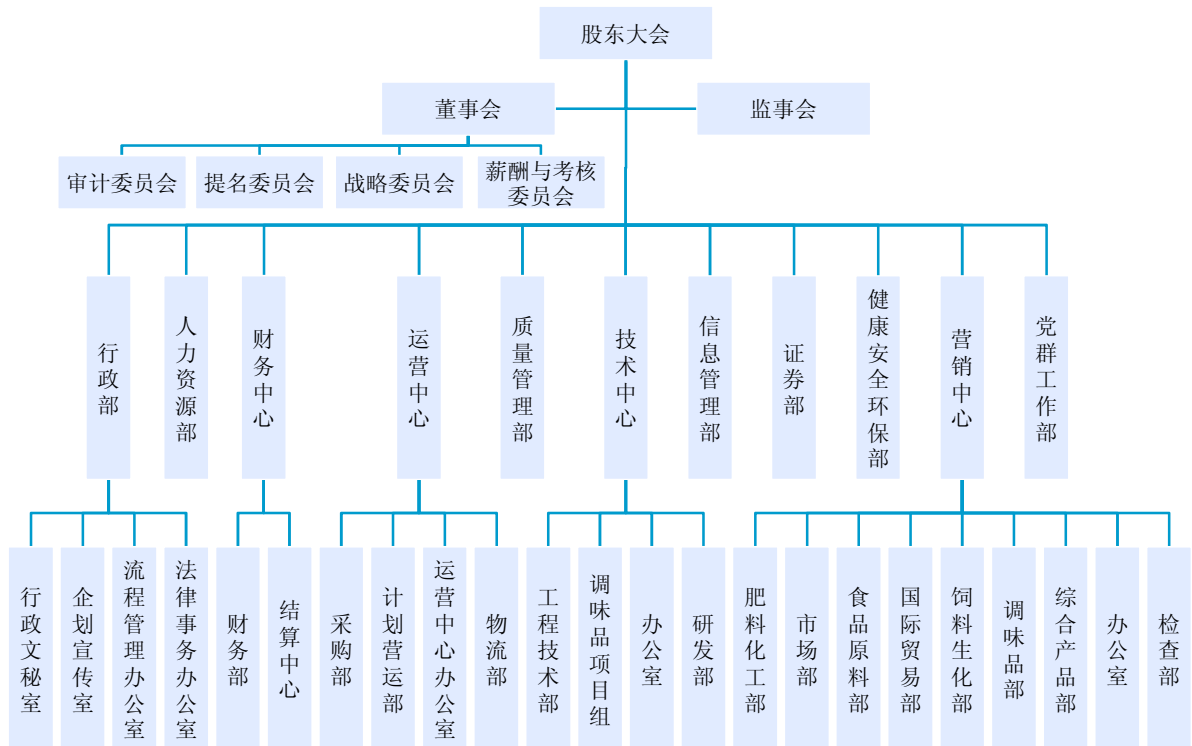 股东大会
董事会
监事会
审计委员会
提名委员会
战略委员会
薪酬与考核
委员会
行政部
人力资源部
财务中心
运营中心
质量管理部
技术中心
信息管理部
证券部
健康安全环保部
营销中心
党群工作部
行政文秘室
企划宣传室
流程管理办公室
法律事务办公室
财务部
结算中心
采购部
计划营运部
运营中心办公室
物流部
工程技术部
调味品项目组
办公室
研发部
肥料化工部
市场部
食品原料部
国际贸易部
饲料生化部
调味品部
综合产品部
办公室
检查部